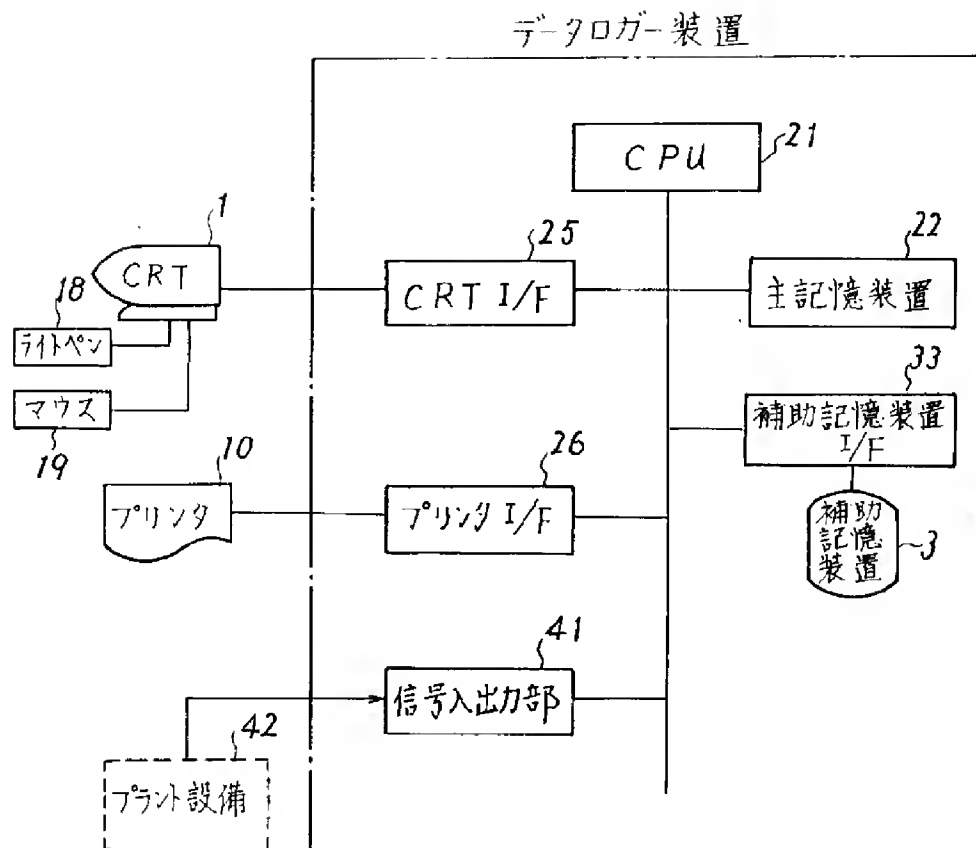 データロガー装置
CPU
21
1
CRT
25
CRT I/F
22
主記憶装置
18
ライトペン
マウス
19
33
補助記憶装置
I/F
10
プリンタ
26
プリンタ I/F
補助
記憶
装置
3
41
信号入出力部
42
プラント設備